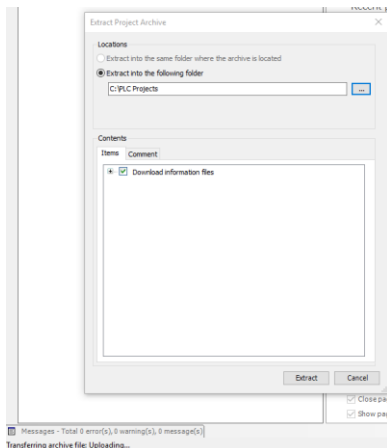 Recent
Extract Project Archive
Locations
Extract into the same folder where the archive is located
Extract into the following folder
C:\PLC Projects
...
Contents
Items Comment
Download information files
Extract Cancel
Close pa
Messages - Total 0 error(s), 0 warning(s), 0 message(s)
Show pag
Transferring archive file: Uploading...